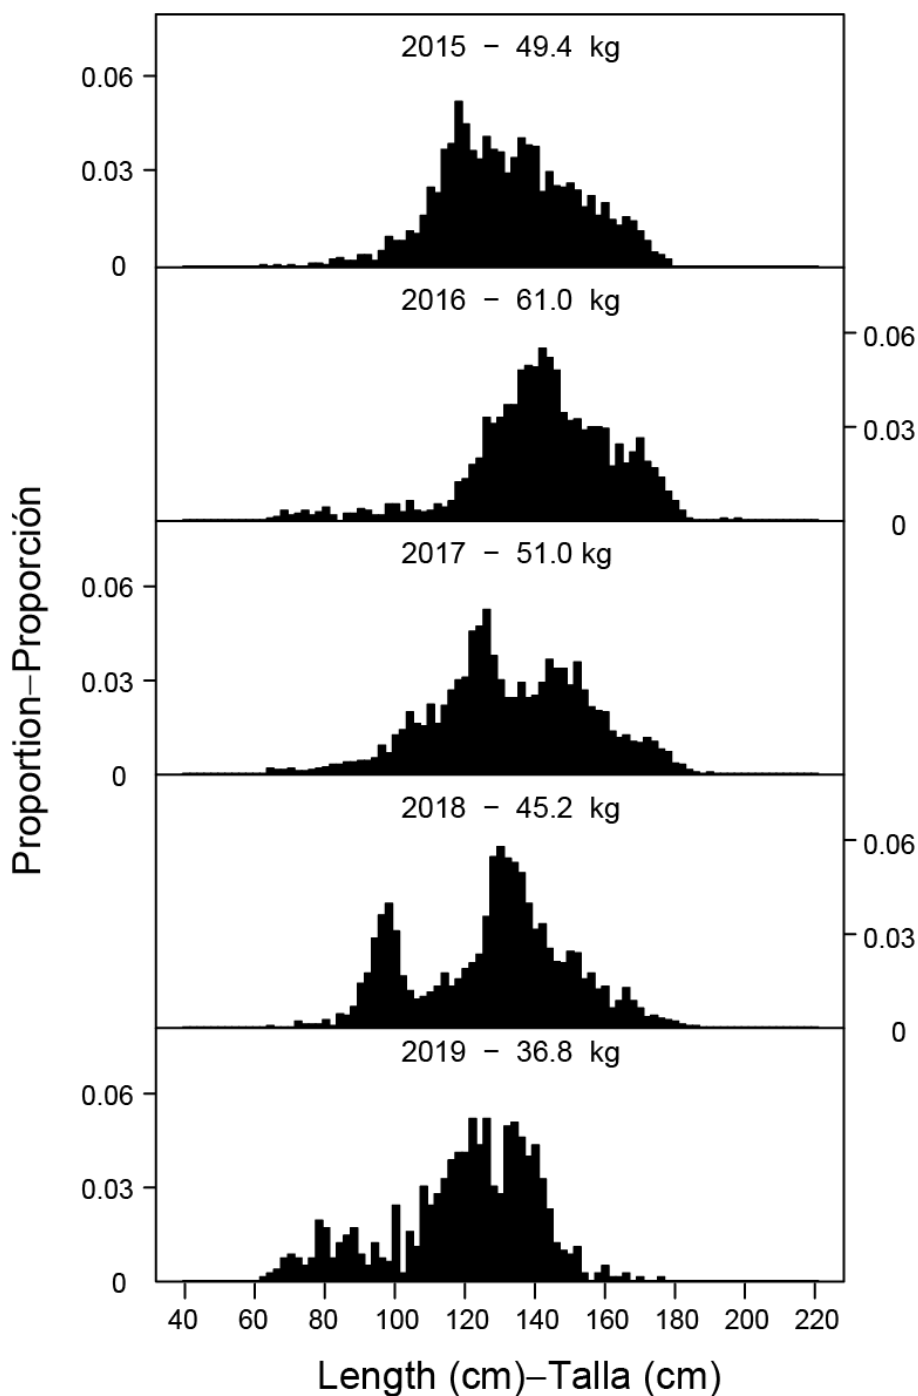 2015 – 49.4 kg
0.06
0.03
0
2016 – 61.0 kg
0.06
0.03
0
2017 – 51.0 kg
0.06
0.03
0
2018 – 45.2 kg
0.06
0.03
0
2019 – 36.8 kg
0.06
0.03
0
40 60 80 100 120 140 160 180 200 220
Length (cm)–Talla (cm)
Proportion–Proporción